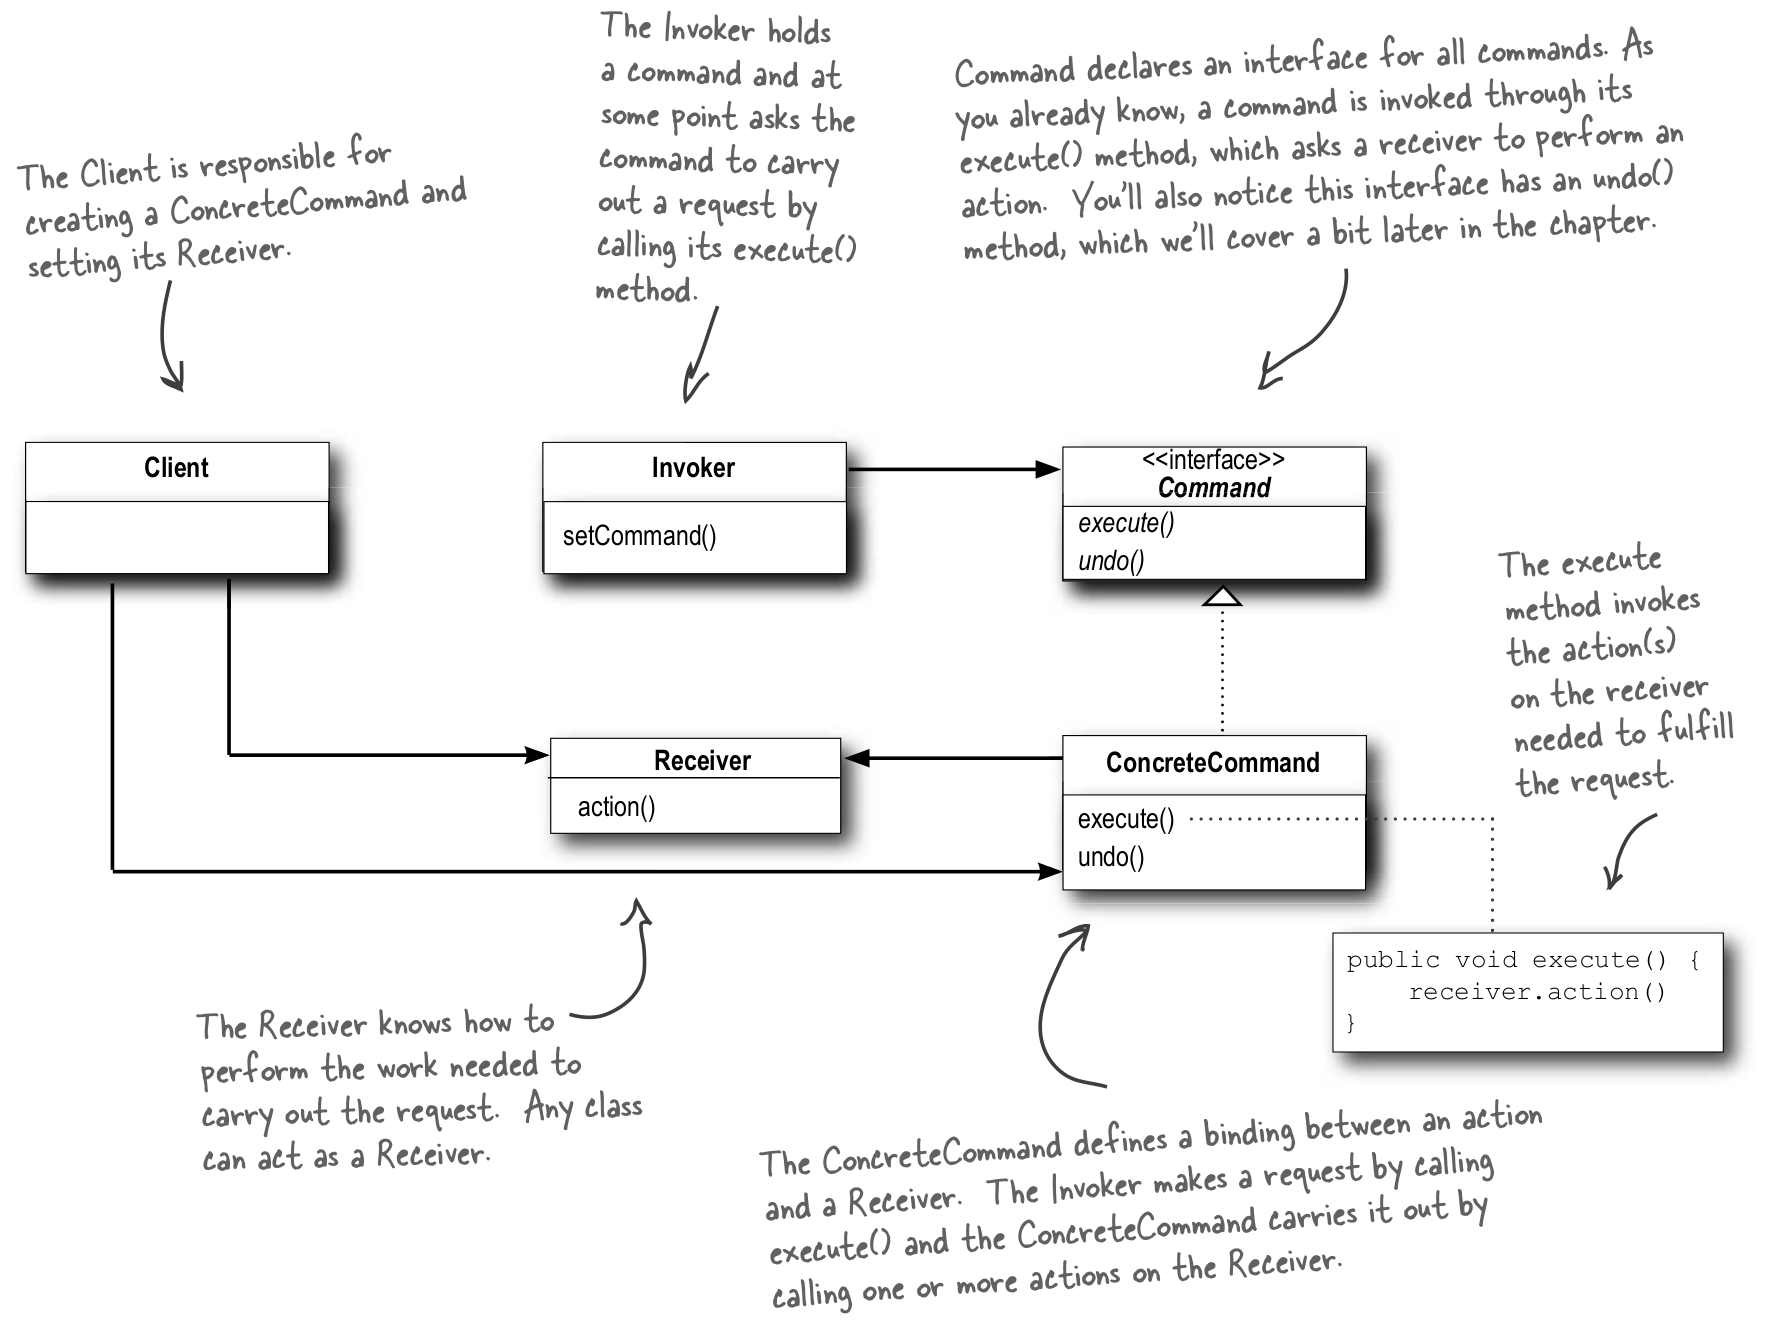 The Client is responsible for
creating a ConcreteCommand and
setting its Receiver.
The Invoker holds
a command and at
some point asks the
command to carry
out a request by
calling its execute()
method.
Command declares an interface for all commands. As
you already know, a command is invoked through its
execute() method, which asks a receiver to perform an
action. You'll also notice this interface has an undo()
method, which we'll cover a bit later in the chapter.
Client
Invoker
setCommand()
<<interface>>
Command
execute()
undo()
The execute
method invokes
the action(s)
on the receiver
needed to fulfill
the request.
Receiver
action()
ConcreteCommand
execute()
undo()
public void execute() {
receiver.action()
}
The Receiver knows how to
perform the work needed to
carry out the request. Any class
can act as a Receiver.
The ConcreteCommand defines a binding between an action
and a Receiver. The Invoker makes a request by calling
execute() and the ConcreteCommand carries it out by
calling one or more actions on the Receiver.